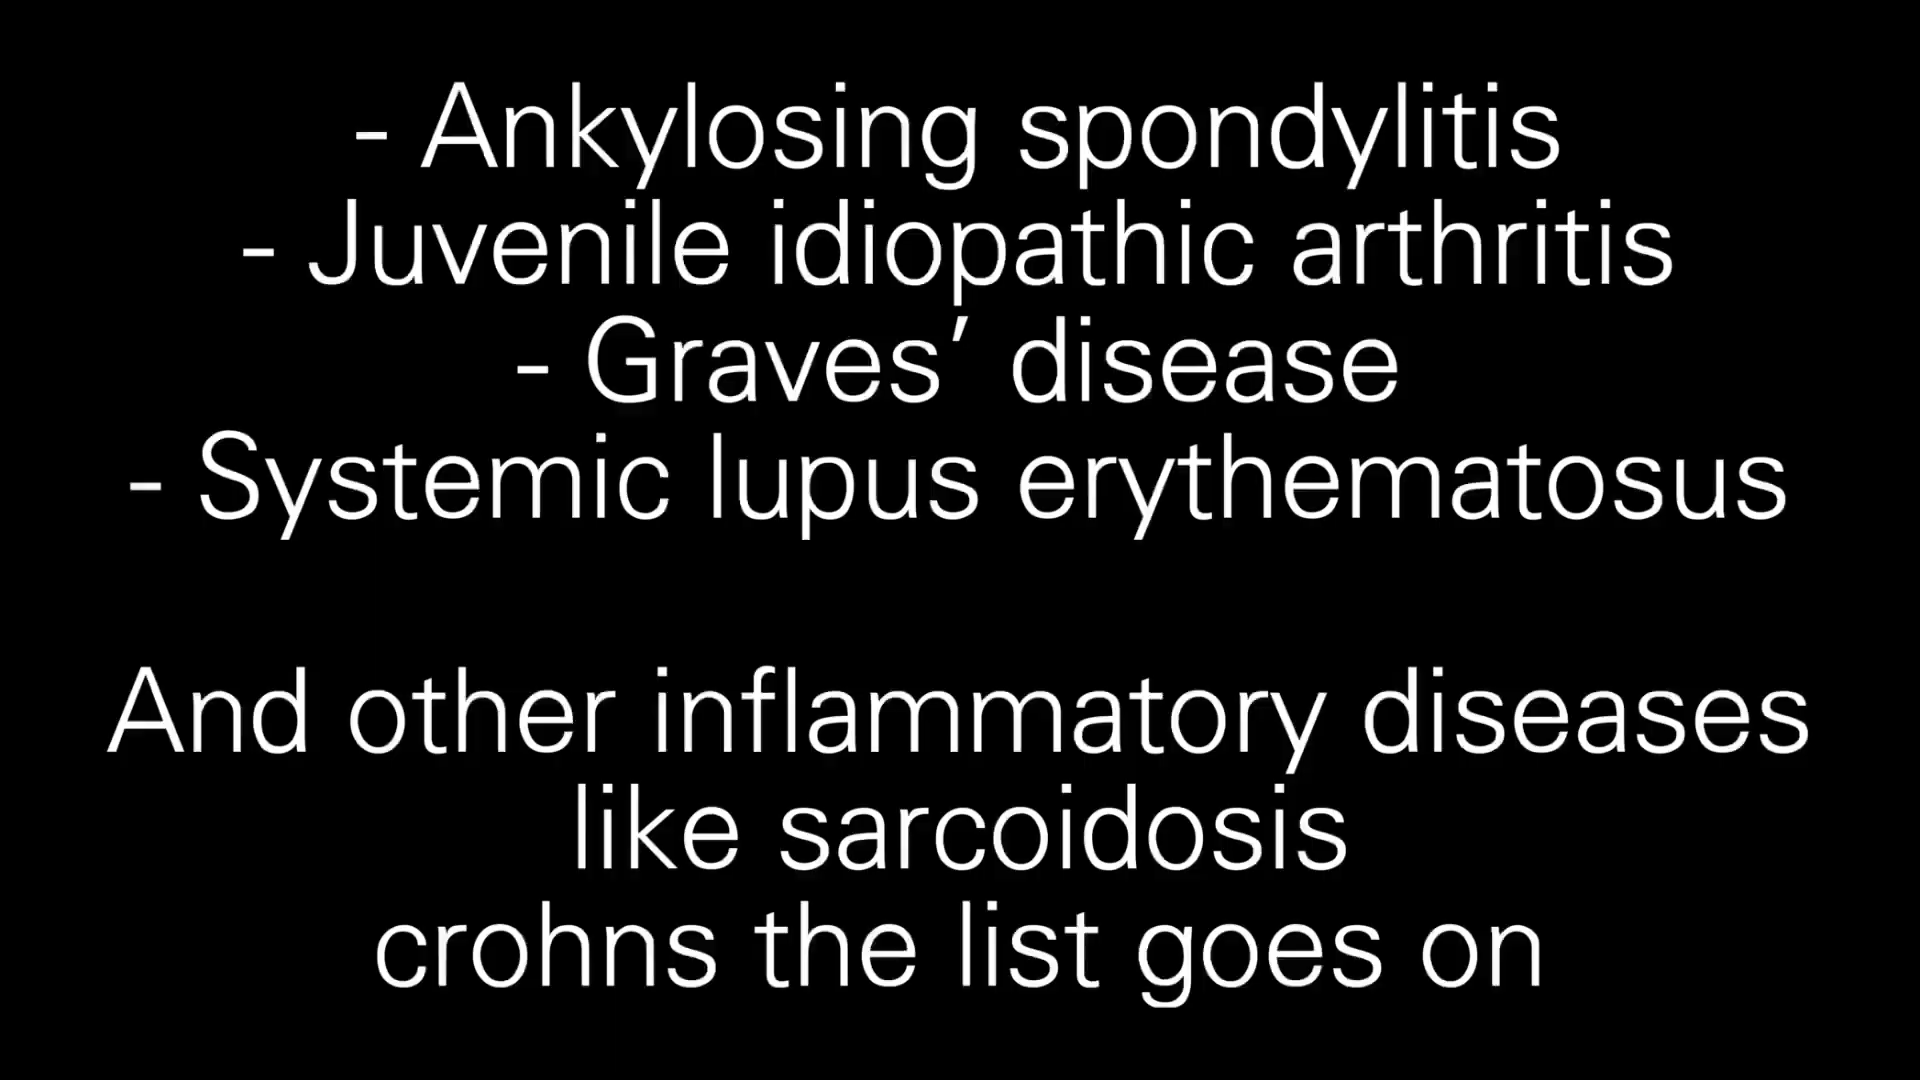 - Ankylosing spondylitis
- Juvenile idiopathic arthritis
- Graves’ disease
- Systemic lupus erythematosus
And other inflammatory diseases
like sarcoidosis
crohns the list goes on